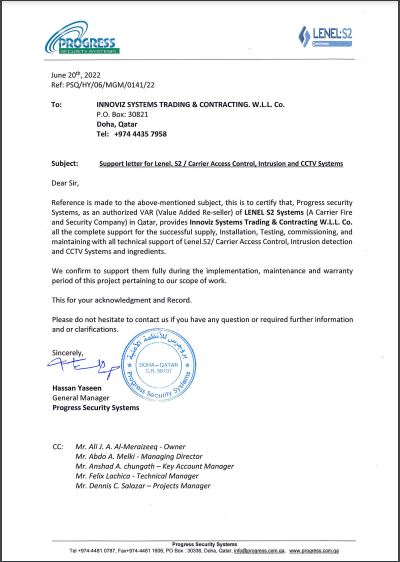 PROGRESS
SECURITY SYSTEMS
LENEL·S2
June 20th, 2022
Ref: PSQ/HY/06/MGM/0141/22
To: INNOVIZ SYSTEMS TRADING & CONTRACTING. W.L.L. Co.
P.O. Box: 30821
Doha, Qatar
Tel: +974 4435 7958
Subject: Support letter for Lenel. S2 / Carrier Access Control, Intrusion and CCTV Systems
Dear Sir,
Reference is made to the above-mentioned subject, this is to certify that, Progress security
Systems, as an authorized VAR (Value Added Re-seller) of LENEL S2 Systems (A Carrier Fire
and Security Company) in Qatar, provides Innoviz Systems Trading & Contracting W.L.L. Co.
all the complete support for the successful supply, Installation, Testing, commissioning, and
maintaining with all technical support of Lenel.S2/ Carrier Access Control, Intrusion detection
and CCTV Systems and ingredients.
We confirm to support them fully during the implementation, maintenance and warranty
period of this project pertaining to our scope of work.
This for your acknowledgment and Record.
Please do not hesitate to contact us if you have any question or required further information
and or clarifications.
Sincerely,
بروجرس للأنظمة الأمنية
DOHA – QATAR
C.R. 56137
Progress Security Systems
Hassan Yaseen
General Manager
Progress Security Systems
CC: Mr. Ali J. A. Al-Meraizeeq - Owner
Mr. Abdo A. Melki - Managing Director
Mr. Anshad A. chungath – Key Account Manager
Mr. Felix Lachica - Technical Manager
Mr. Dennis C. Salazar – Projects Manager
Progress Security Systems
Tel +974-4481 0787, Fax+974-4481 1906, PO Box : 30336, Doha, Qatar, info@progress.com.qa, www.progress.com.qa